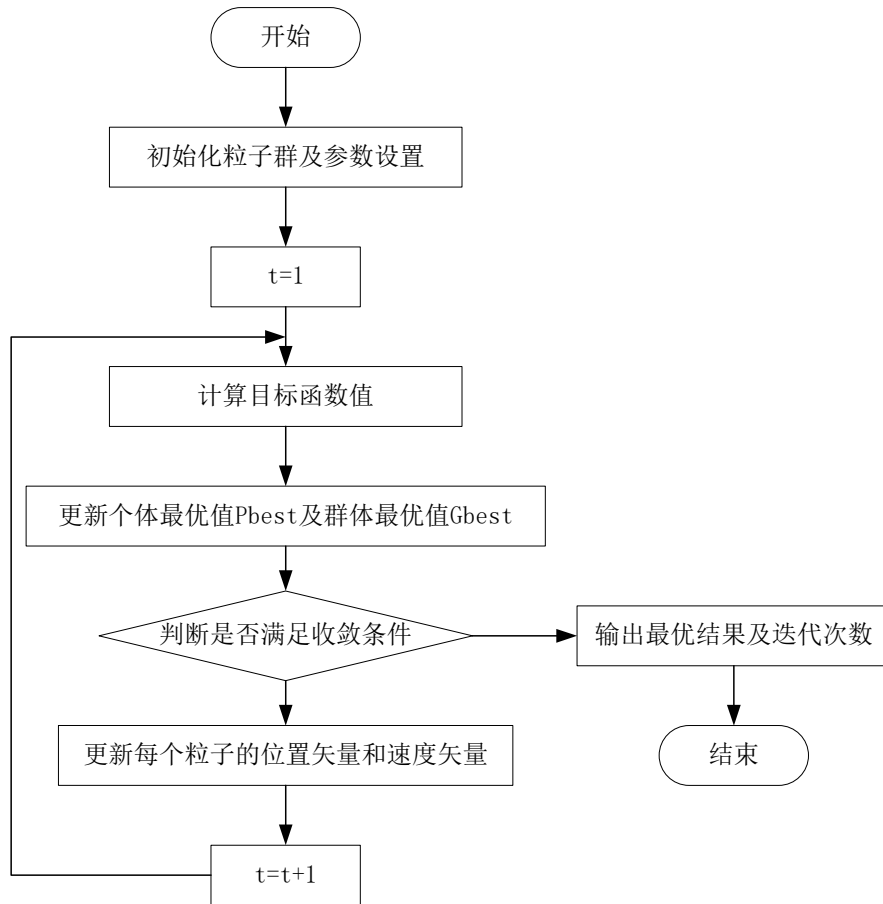 开始
初始化粒子群及参数设置
t=1
计算目标函数值
更新个体最优值Pbest及群体最优值Gbest
判断是否满足收敛条件
输出最优结果及迭代次数
更新每个粒子的位置矢量和速度矢量
结束
t=t+1